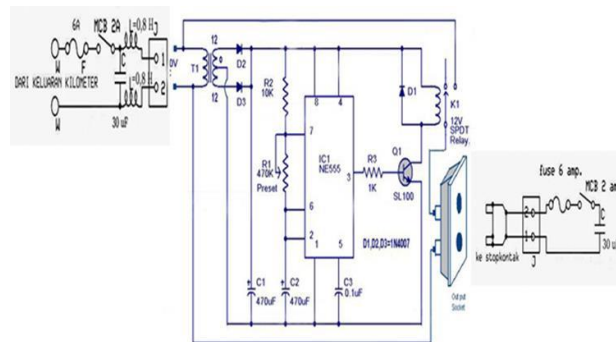 6A
MCB 2A
L=0,8 H
J
W
F
C
1
2
DARI KELUARAN KILOMETER
L=0,8 H
W
30 uF
0V
T1
12
0
12
D2
D3
R2
10K
R1
470K
Preset
8
4
7
6
2
3
1
5
IC1
NE555
R3
1K
Q1
SL100
D1
K1
12V
SPDT
Relay.
D1,D2,D3=1N4007
C1
470uF
C2
470uF
C3
0.1uF
Output
Socket
fuse 6 amp.
MCB 2 am
2
1
C
30 u
ke stopkontak
J